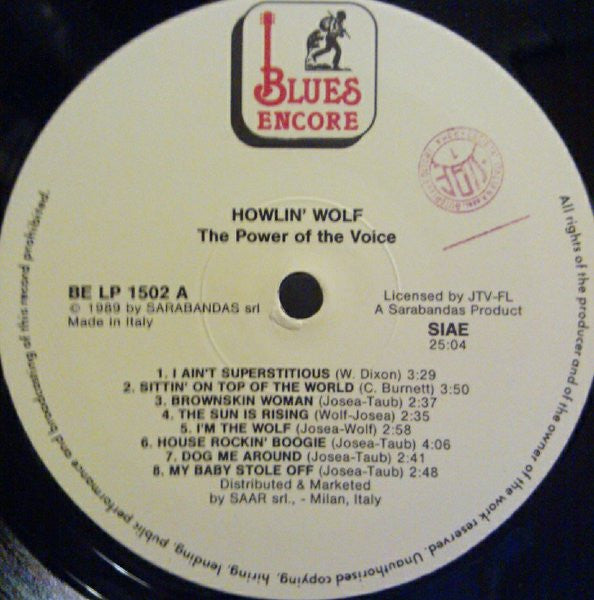 BLUES
ENCORE
HOWLIN' WOLF
The Power of the Voice
BE LP 1502 A
© 1989 by SARABANDAS srl
Made in Italy
Licensed by JTV-FL
A Sarabandas Product
SIAE
25:04
1. I AIN'T SUPERSTITIOUS (W. Dixon) 3:29
2. SITTIN' ON TOP OF THE WORLD (C. Burnett) 3:50
3. BROWNSKIN WOMAN (Josea-Taub) 2:37
4. THE SUN IS RISING (Wolf-Josea) 2:35
5. I'M THE WOLF (Josea-Wolf) 2:58
6. HOUSE ROCKIN' BOOGIE (Josea-Taub) 4:06
7. DOG ME AROUND (Josea-Taub) 2:41
8. MY BABY STOLE OFF (Josea-Taub) 2:48
Distributed & Marketed
by SAAR srl., - Milan, Italy
All rights of the producer and of the owner of the work reserved. Unauthorised copying, hiring, lending, public performance and broadcasting of this record prohibited.